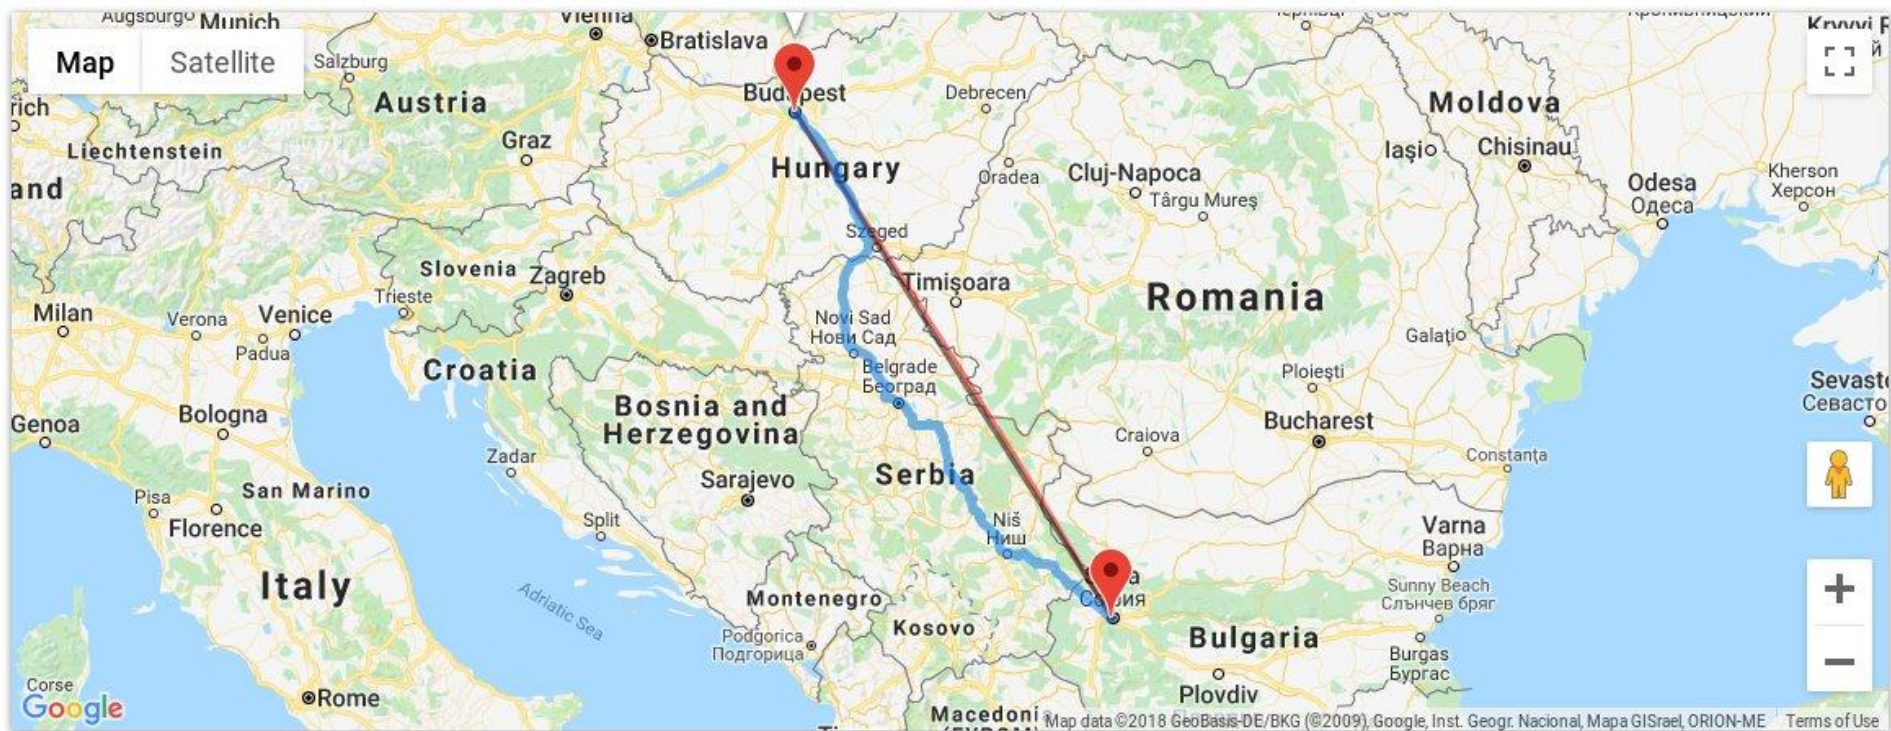 Augsburg
Munich
Vienna
Kryvyi R
Map
Satellite
Bratislava
Salzburg
Budapest
Debrecen
Austria
Moldova
rich
Graz
Liechtenstein
Hungary
Iași
Chisinau
and
Oradea
Cluj-Napoca
Târgu Mureș
Odesa
Одеса
Kherson
Херсон
Szeged
Slovenia
Zagreb
Timișoara
Trieste
Romania
Milan
Verona
Venice
Padua
Novi Sad
Нови Сад
Galați
Croatia
Belgrade
Београд
Ploiești
Sevasto
Севасто
Genoa
Bologna
Bosnia and
Herzegovina
Bucharest
Craiova
Zadar
Constanța
Serbia
Sarajevo
Pisa
San Marino
Florence
Split
Niš
Ниш
Varna
Варна
Italy
Adriatic Sea
Montenegro
София
Sunny Beach
Слънчев бряг
Kosovo
Podgorica
Подгорица
Bulgaria
Burgas
Бургас
Corse
Rome
Plovdiv
Google
Macedoni
Map data ©2018 GeoBasis-DE/BKG (©2009), Google, Inst. Geogr. Nacional, Mapa GISrael, ORION-ME
Terms of Use